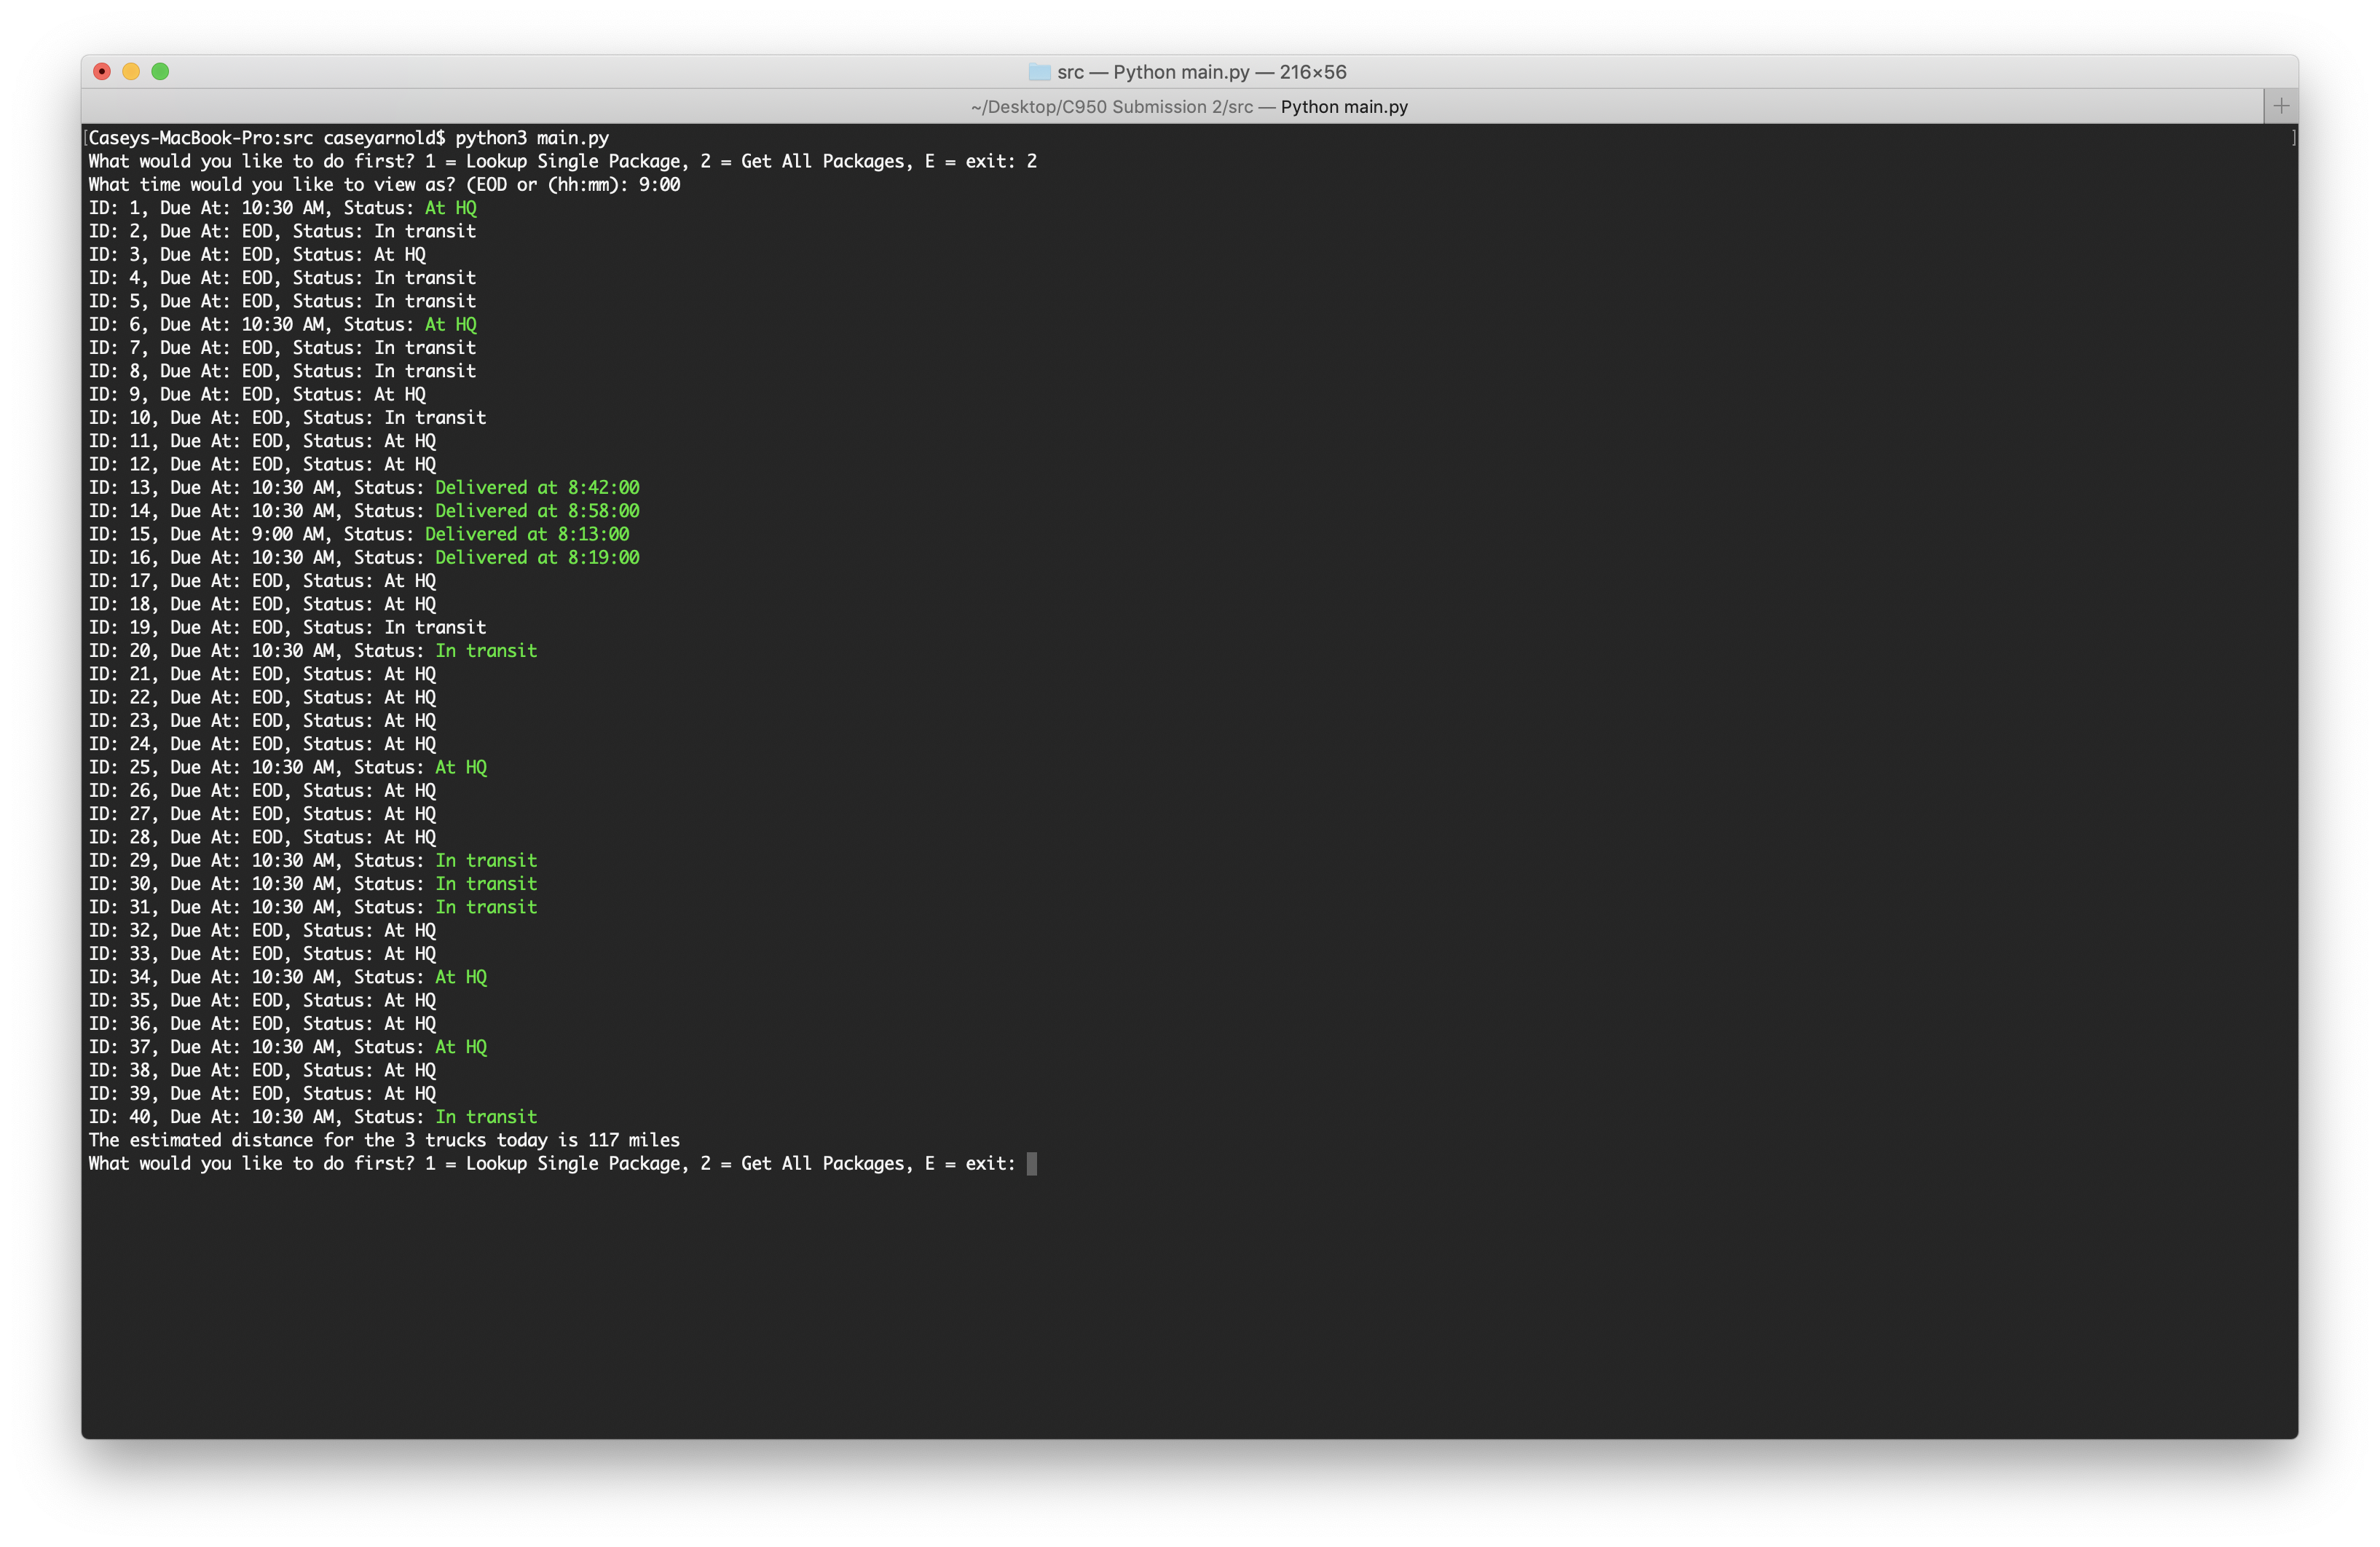 src — Python main.py — 216×56
~/Desktop/C950 Submission 2/src — Python main.py
[Caseys-MacBook-Pro:src caseyarnold$ python3 main.py ]
What would you like to do first? 1 = Lookup Single Package, 2 = Get All Packages, E = exit: 2
What time would you like to view as? (EOD or (hh:mm): 9:00
ID: 1, Due At: 10:30 AM, Status: At HQ
ID: 2, Due At: EOD, Status: In transit
ID: 3, Due At: EOD, Status: At HQ
ID: 4, Due At: EOD, Status: In transit
ID: 5, Due At: EOD, Status: In transit
ID: 6, Due At: 10:30 AM, Status: At HQ
ID: 7, Due At: EOD, Status: In transit
ID: 8, Due At: EOD, Status: In transit
ID: 9, Due At: EOD, Status: At HQ
ID: 10, Due At: EOD, Status: In transit
ID: 11, Due At: EOD, Status: At HQ
ID: 12, Due At: EOD, Status: At HQ
ID: 13, Due At: 10:30 AM, Status: Delivered at 8:42:00
ID: 14, Due At: 10:30 AM, Status: Delivered at 8:58:00
ID: 15, Due At: 9:00 AM, Status: Delivered at 8:13:00
ID: 16, Due At: 10:30 AM, Status: Delivered at 8:19:00
ID: 17, Due At: EOD, Status: At HQ
ID: 18, Due At: EOD, Status: At HQ
ID: 19, Due At: EOD, Status: In transit
ID: 20, Due At: 10:30 AM, Status: In transit
ID: 21, Due At: EOD, Status: At HQ
ID: 22, Due At: EOD, Status: At HQ
ID: 23, Due At: EOD, Status: At HQ
ID: 24, Due At: EOD, Status: At HQ
ID: 25, Due At: 10:30 AM, Status: At HQ
ID: 26, Due At: EOD, Status: At HQ
ID: 27, Due At: EOD, Status: At HQ
ID: 28, Due At: EOD, Status: At HQ
ID: 29, Due At: 10:30 AM, Status: In transit
ID: 30, Due At: 10:30 AM, Status: In transit
ID: 31, Due At: 10:30 AM, Status: In transit
ID: 32, Due At: EOD, Status: At HQ
ID: 33, Due At: EOD, Status: At HQ
ID: 34, Due At: 10:30 AM, Status: At HQ
ID: 35, Due At: EOD, Status: At HQ
ID: 36, Due At: EOD, Status: At HQ
ID: 37, Due At: 10:30 AM, Status: At HQ
ID: 38, Due At: EOD, Status: At HQ
ID: 39, Due At: EOD, Status: At HQ
ID: 40, Due At: 10:30 AM, Status: In transit
The estimated distance for the 3 trucks today is 117 miles
What would you like to do first? 1 = Lookup Single Package, 2 = Get All Packages, E = exit: